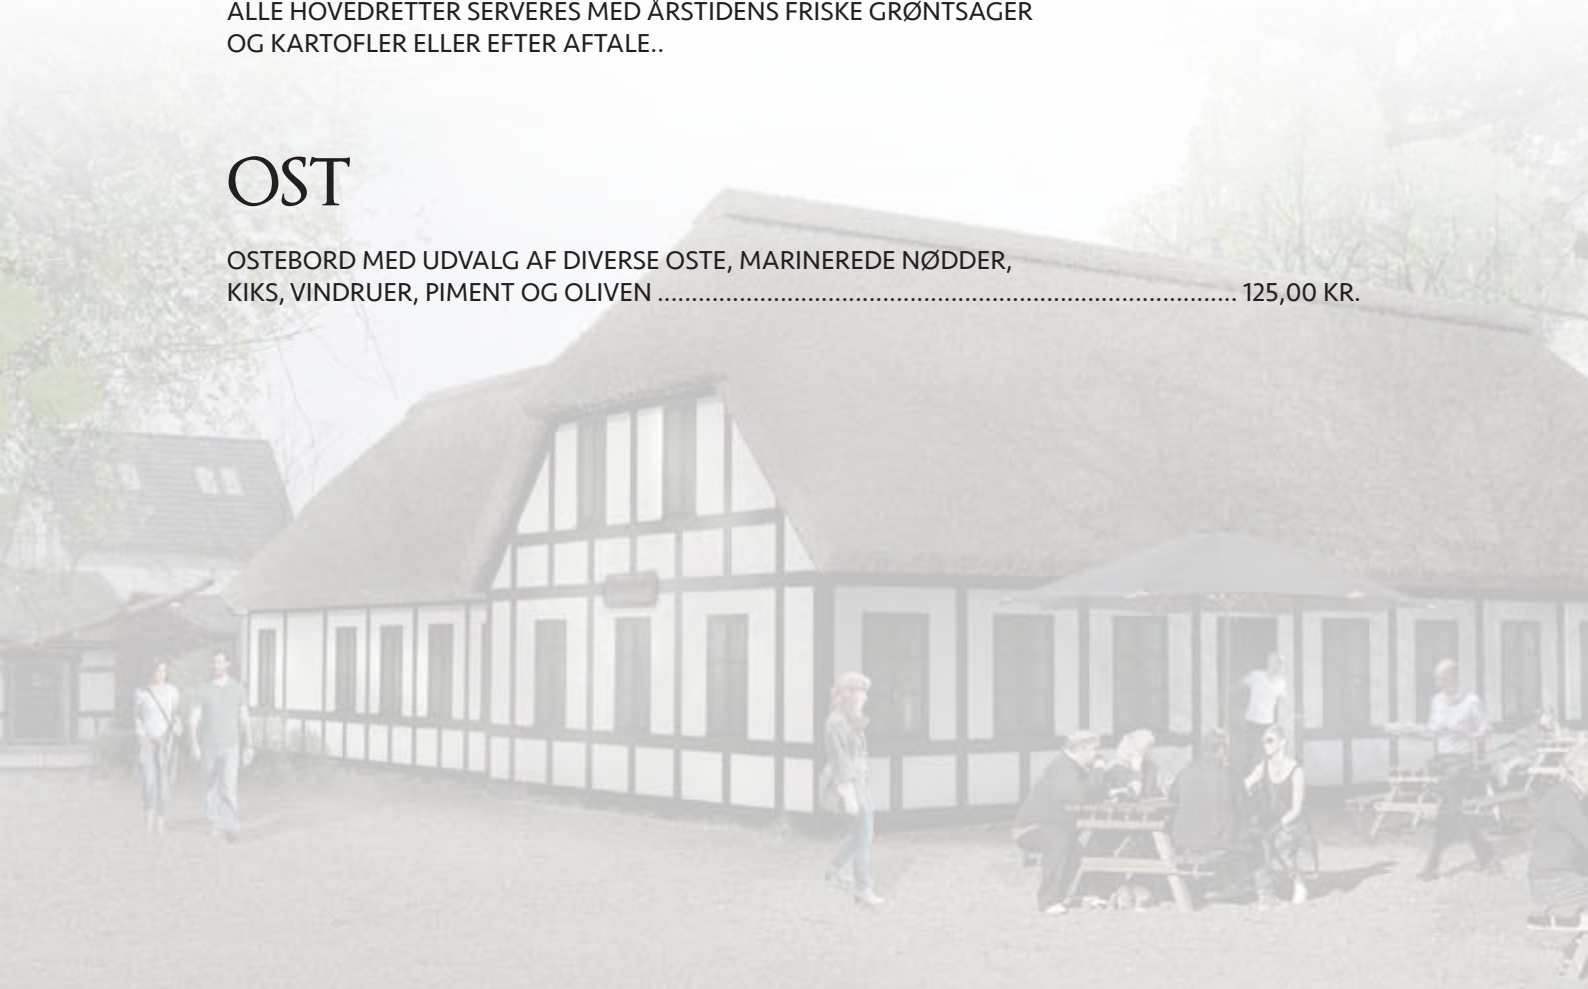 ALLE HOVEDRETTER SERVERES MED ÅRSTIDENS FRISKE GRØNTSAGER
OG KARTOFLER ELLER EFTER AFTALE..
OST
OSTEBORD MED UDVALG AF DIVERSE OSTE, MARINEREDE NØDDER,
KIKS, VINDRUER, PIMENT OG OLIVEN ..................................................................................... 125,00 KR.